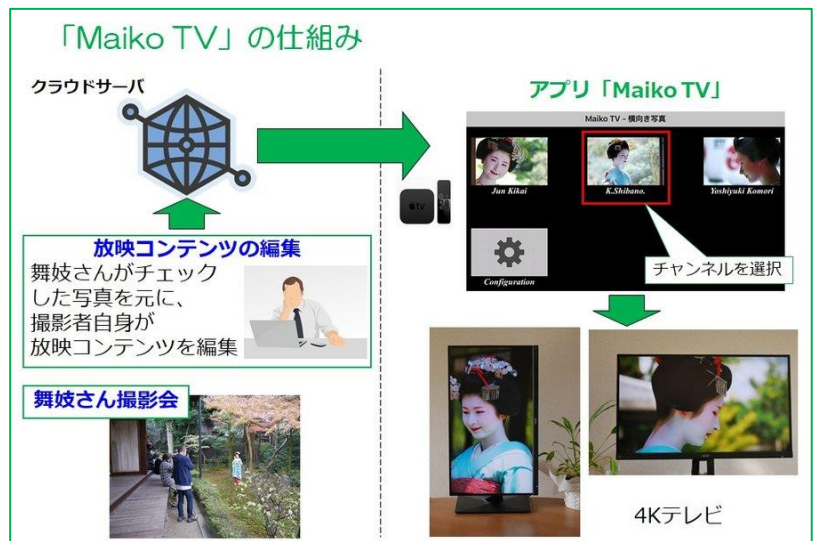 「Maiko TV」の仕組み
クラウドサーバ
放映コンテンツの編集
舞妓さんがチェック
した写真を元に、
撮影者自身が
放映コンテンツを編集
舞妓さん撮影会
アプリ「Maiko TV」
Maiko TV - 横向き写真
Jun Kikai
K.Shibano.
Yoshiyuki Komori
tv
Configuration
チャンネルを選択
4Kテレビ